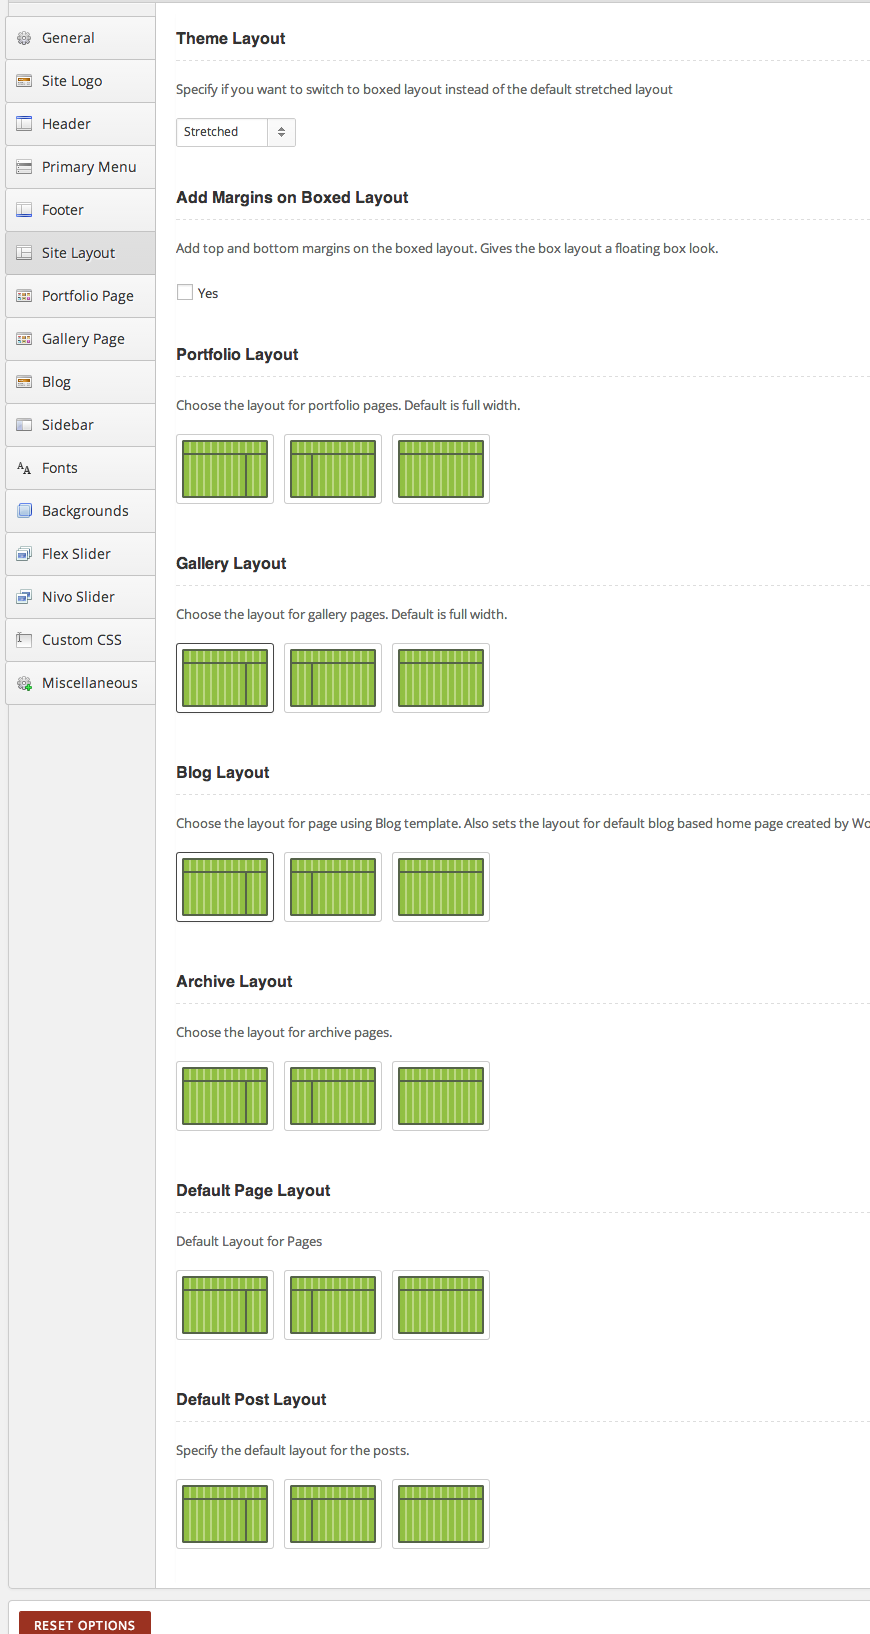 General
Site Logo
Header
Primary Menu
Footer
Site Layout
Portfolio Page
Gallery Page
Blog
Sidebar
Fonts
Backgrounds
Flex Slider
Nivo Slider
Custom CSS
Miscellaneous
Theme Layout
Specify if you want to switch to boxed layout instead of the default stretched layout
Stretched
Add Margins on Boxed Layout
Add top and bottom margins on the boxed layout. Gives the box layout a floating box look.
Yes
Portfolio Layout
Choose the layout for portfolio pages. Default is full width.
Gallery Layout
Choose the layout for gallery pages. Default is full width.
Blog Layout
Choose the layout for page using Blog template. Also sets the layout for default blog based home page created by Wo
Archive Layout
Choose the layout for archive pages.
Default Page Layout
Default Layout for Pages
Default Post Layout
Specify the default layout for the posts.
RESET OPTIONS